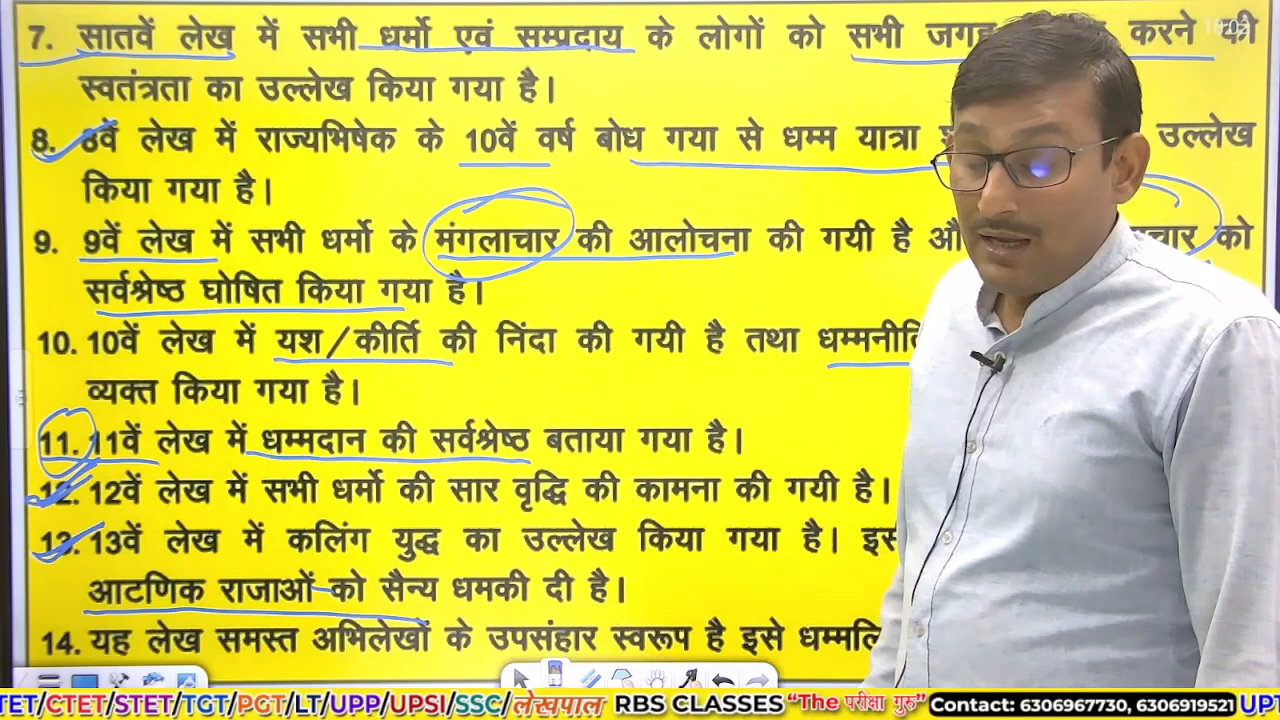 7. सातवें लेख में सभी धर्मो एवं सम्प्रदाय के लोगों को सभी जगह करने की 18:02
स्वतंत्रता का उल्लेख किया गया है।
8. 8वें लेख में राज्यभिषेक के 10वें वर्ष बोध गया से धम्म यात्रा उल्लेख
किया गया है।
9. 9वें लेख में सभी धर्मो के मंगलाचार की आलोचना की गयी है को
सर्वश्रेष्ठ घोषित किया गया है।
10. 10वें लेख में यश/कीर्ति की निंदा की गयी है तथा
व्यक्त किया गया है।
11. 11वें लेख में धम्मदान की सर्वश्रेष्ठ बताया गया है।
12. 12वें लेख में सभी धर्मो की सार वृद्धि की कामना की गयी है।
13. 13वें लेख में कलिंग युद्ध का उल्लेख किया गया है।
आटणिक राजाओं को सैन्य धमकी दी है।
14. यह लेख समस्त अभिलेखों के उपसंहार स्वरूप है इसे
TET/CTET/STET/TGT/PGT/LT/UPP/UPSI/SSC/लेखपाल RBS CLASSES “The परीक्षा गुरु” Contact: 6306967730, 6306919521